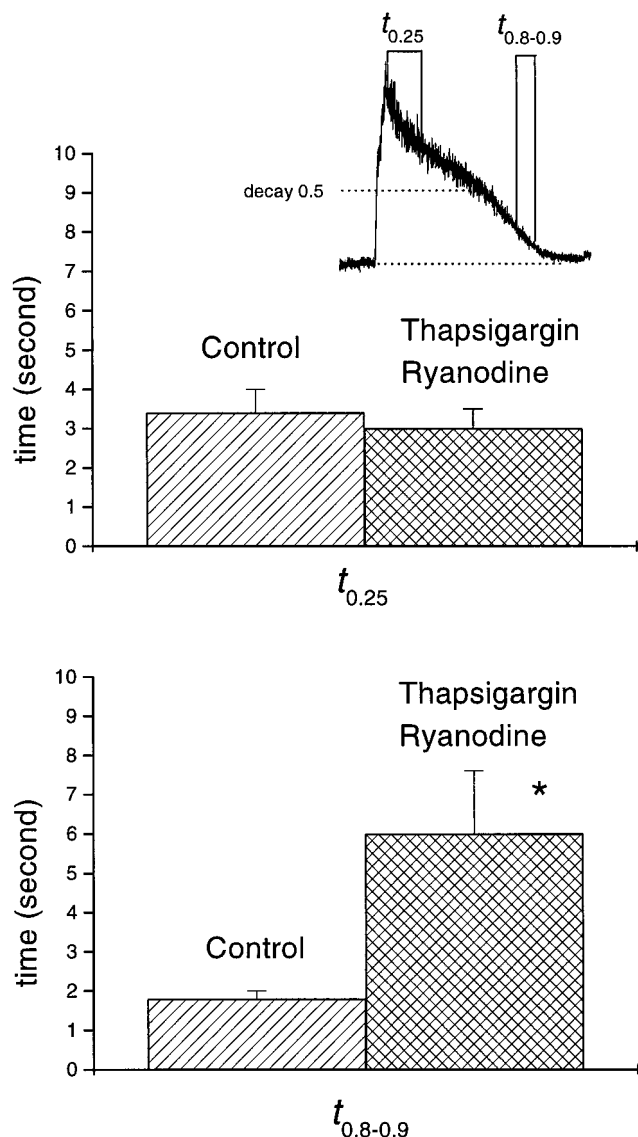 t0.25
t0.8-0.9
decay 0.5
10
9
8
7
6
5
4
3
2
1
0
time (second)
Control
Thapsigargin
Ryanodine
t0.25
10
9
8
7
6
5
4
3
2
1
0
time (second)
Control
Thapsigargin
Ryanodine
*
t0.8-0.9